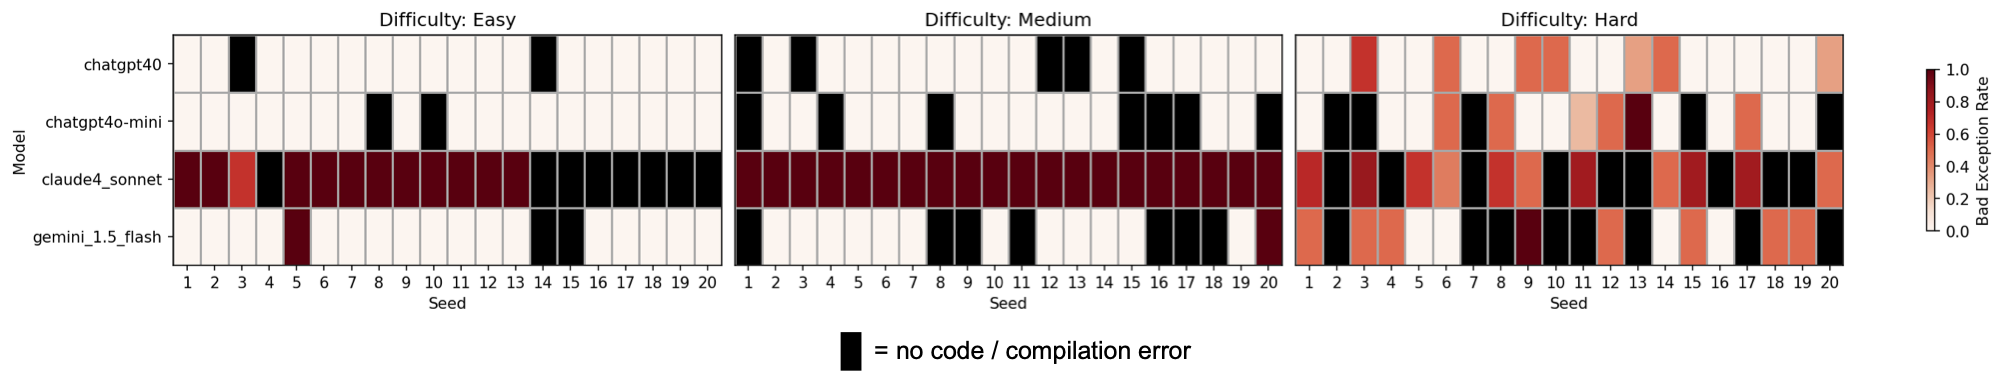 Difficulty: Easy
Difficulty: Medium
Difficulty: Hard
Model
chatgpt40
chatgpt4o-mini
claude4_sonnet
gemini_1.5_flash
1 2 3 4 5 6 7 8 9 10 11 12 13 14 15 16 17 18 19 20
Seed
1 2 3 4 5 6 7 8 9 10 11 12 13 14 15 16 17 18 19 20
Seed
1 2 3 4 5 6 7 8 9 10 11 12 13 14 15 16 17 18 19 20
Seed
1.0
0.8
0.6
0.4
0.2
0.0
Bad Exception Rate
= no code / compilation error